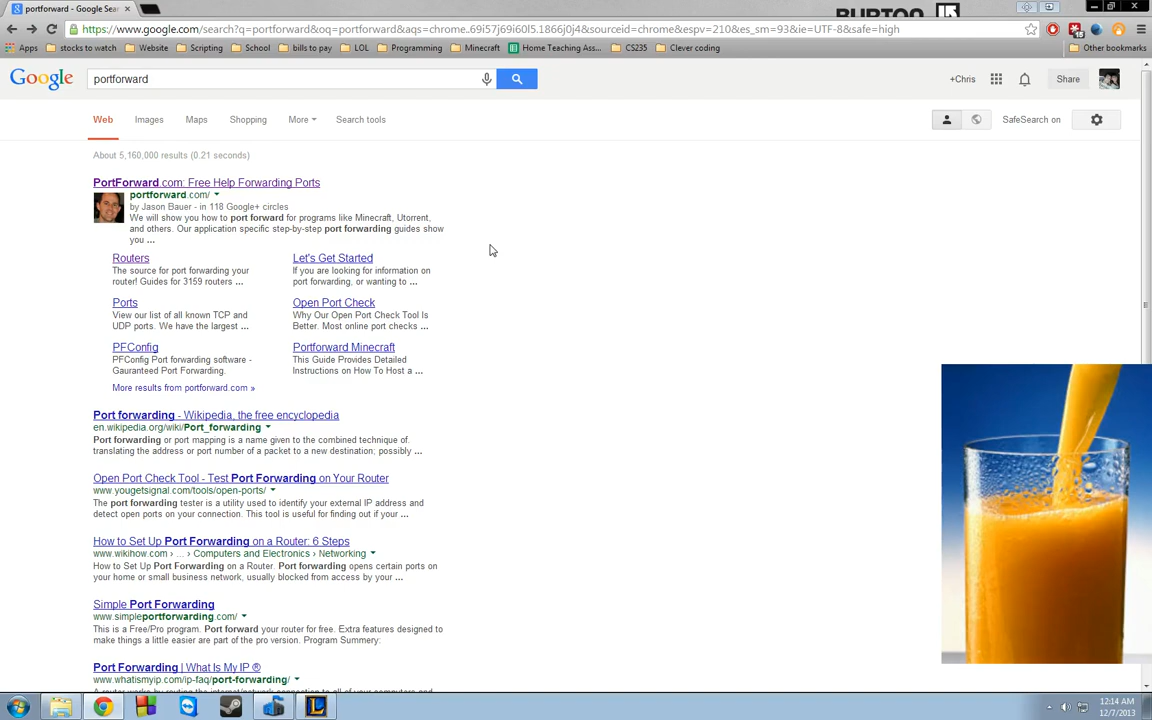 portforward - Google Sear
BURTON
https://www.google.com/search?q=portforward&oq=portforward&aqs=chrome..69i57j69i60l5.1866j0j4&sourceid=chrome&espv=210&es_sm=93&ie=UTF-8&safe=high
Apps stocks to watch Website Scripting School bills to pay LOL Programming Minecraft Home Teaching Ass... CS235 Clever coding Other bookmarks
Google portforward +Chris Share
Web Images Maps Shopping More Search tools SafeSearch on
About 5,160,000 results (0.21 seconds)
PortForward.com: Free Help Forwarding Ports
portforward.com/
by Jason Bauer - in 118 Google+ circles
We will show you how to port forward for programs like Minecraft, Utorrent,
and others. Our application specific step-by-step port forwarding guides show
you ...
Routers Let's Get Started
The source for port forwarding your If you are looking for information on
router! Guides for 3159 routers ... port forwarding, or wanting to ...
Ports Open Port Check
View our list of all known TCP and Why Our Open Port Check Tool Is
UDP ports. We have the largest ... Better. Most online port checks ...
PFConfig Portforward Minecraft
PFConfig Port forwarding software - This Guide Provides Detailed
Gauranteed Port Forwarding. Instructions on How To Host a ...
More results from portforward.com »
Port forwarding - Wikipedia, the free encyclopedia
en.wikipedia.org/wiki/Port_forwarding
Port forwarding or port mapping is a name given to the combined technique of.
translating the address or port number of a packet to a new destination; possibly ...
Open Port Check Tool - Test Port Forwarding on Your Router
www.yougetsignal.com/tools/open-ports/
The port forwarding tester is a utility used to identify your external IP address and
detect open ports on your connection. This tool is useful for finding out if your ...
How to Set Up Port Forwarding on a Router: 6 Steps
www.wikihow.com › ... › Computers and Electronics › Networking
How to Set Up Port Forwarding on a Router. Port forwarding opens certain ports on
your home or small business network, usually blocked from access by your ...
Simple Port Forwarding
www.simpleportforwarding.com/
This is a Free/Pro program. Port forward your router for free. Extra features designed to
make things a little easier are part of the pro version. Program Summery:
Port Forwarding | What Is My IP ®
www.whatismyip.com/ip-faq/port-forwarding/
12:14 AM
12/7/2013